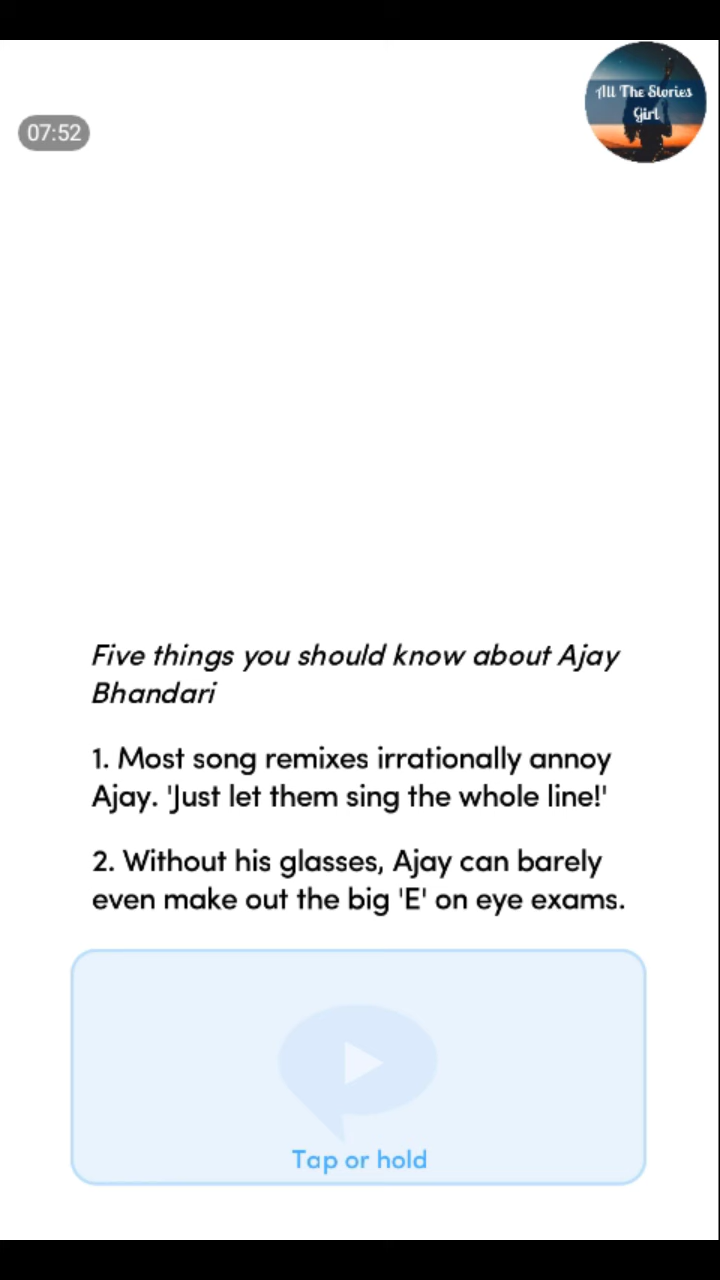 All The Stories
Girl
07:52
Five things you should know about Ajay
Bhandari
1. Most song remixes irrationally annoy
Ajay. 'Just let them sing the whole line!'
2. Without his glasses, Ajay can barely
even make out the big 'E' on eye exams.
Tap or hold